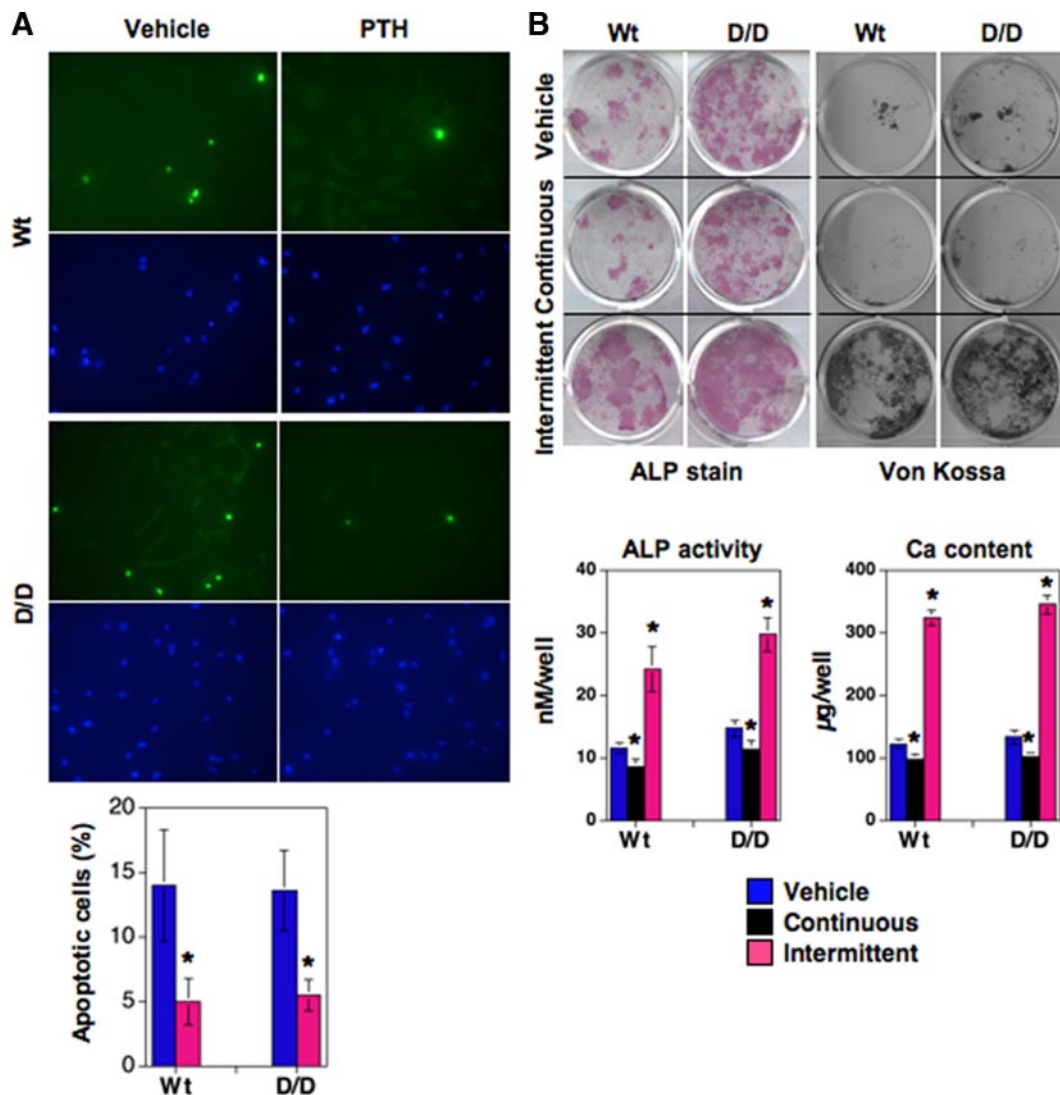 A
Vehicle PTH
Wt
D/D
Apoptotic cells (%)
20
15
10
5
0
Wt D/D
*
*
B
Wt D/D Wt D/D
Vehicle
Continuous
Intermittent
ALP stain Von Kossa
ALP activity
nM/well
40
30
20
10
0
*
*
*
*
Wt D/D
Ca content
µg/well
400
300
200
100
0
*
*
*
*
Wt D/D
Vehicle
Continuous
Intermittent